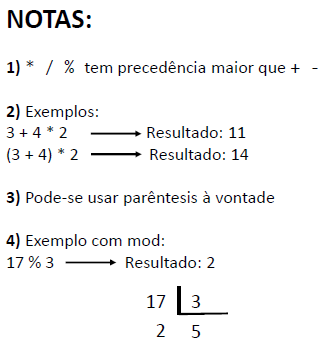 NOTAS:
1) * / % tem precedência maior que + -
2) Exemplos:
3 + 4 * 2 Resultado: 11
(3 + 4) * 2 Resultado: 14
3) Pode-se usar parêntesis à vontade
4) Exemplo com mod:
17 % 3 Resultado: 2
17 3
2 5